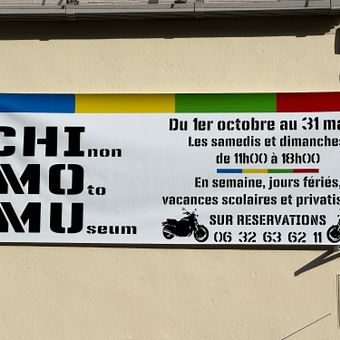 CHInon
MOto
MUseum
Du 1er octobre au 31 ma
Les samedis et dimanches
de 11h00 à 18h00
En semaine, jours fériés,
vacances scolaires et privatis
SUR RESERVATIONS
06 32 63 62 11